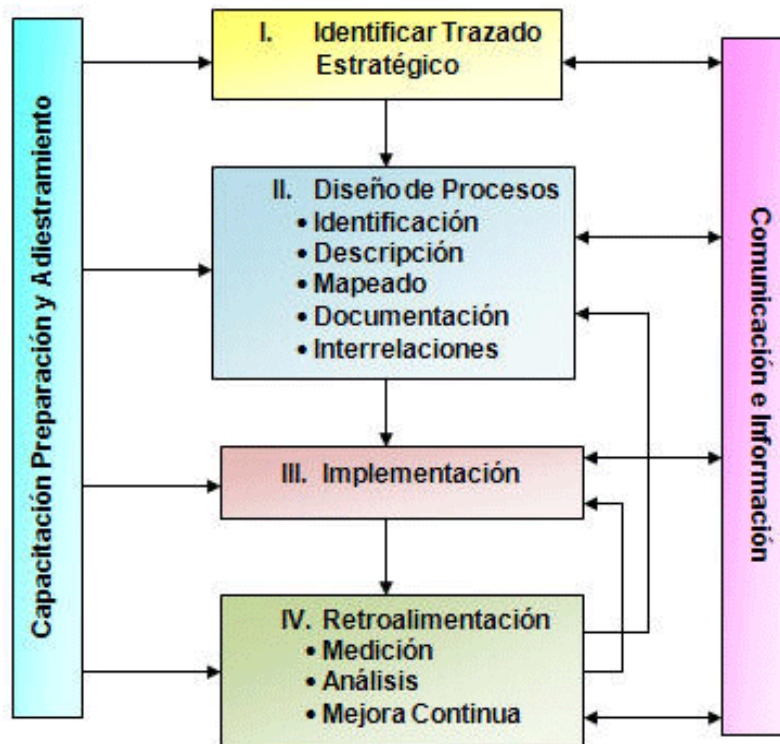 Capacitación Preparación y Adiestramiento
I. Identificar Trazado
Estratégico
II. Diseño de Procesos
• Identificación
• Descripción
• Mapeado
• Documentación
• Interrelaciones
III. Implementación
IV. Retroalimentación
• Medición
• Análisis
• Mejora Continua
Comunicación e Información